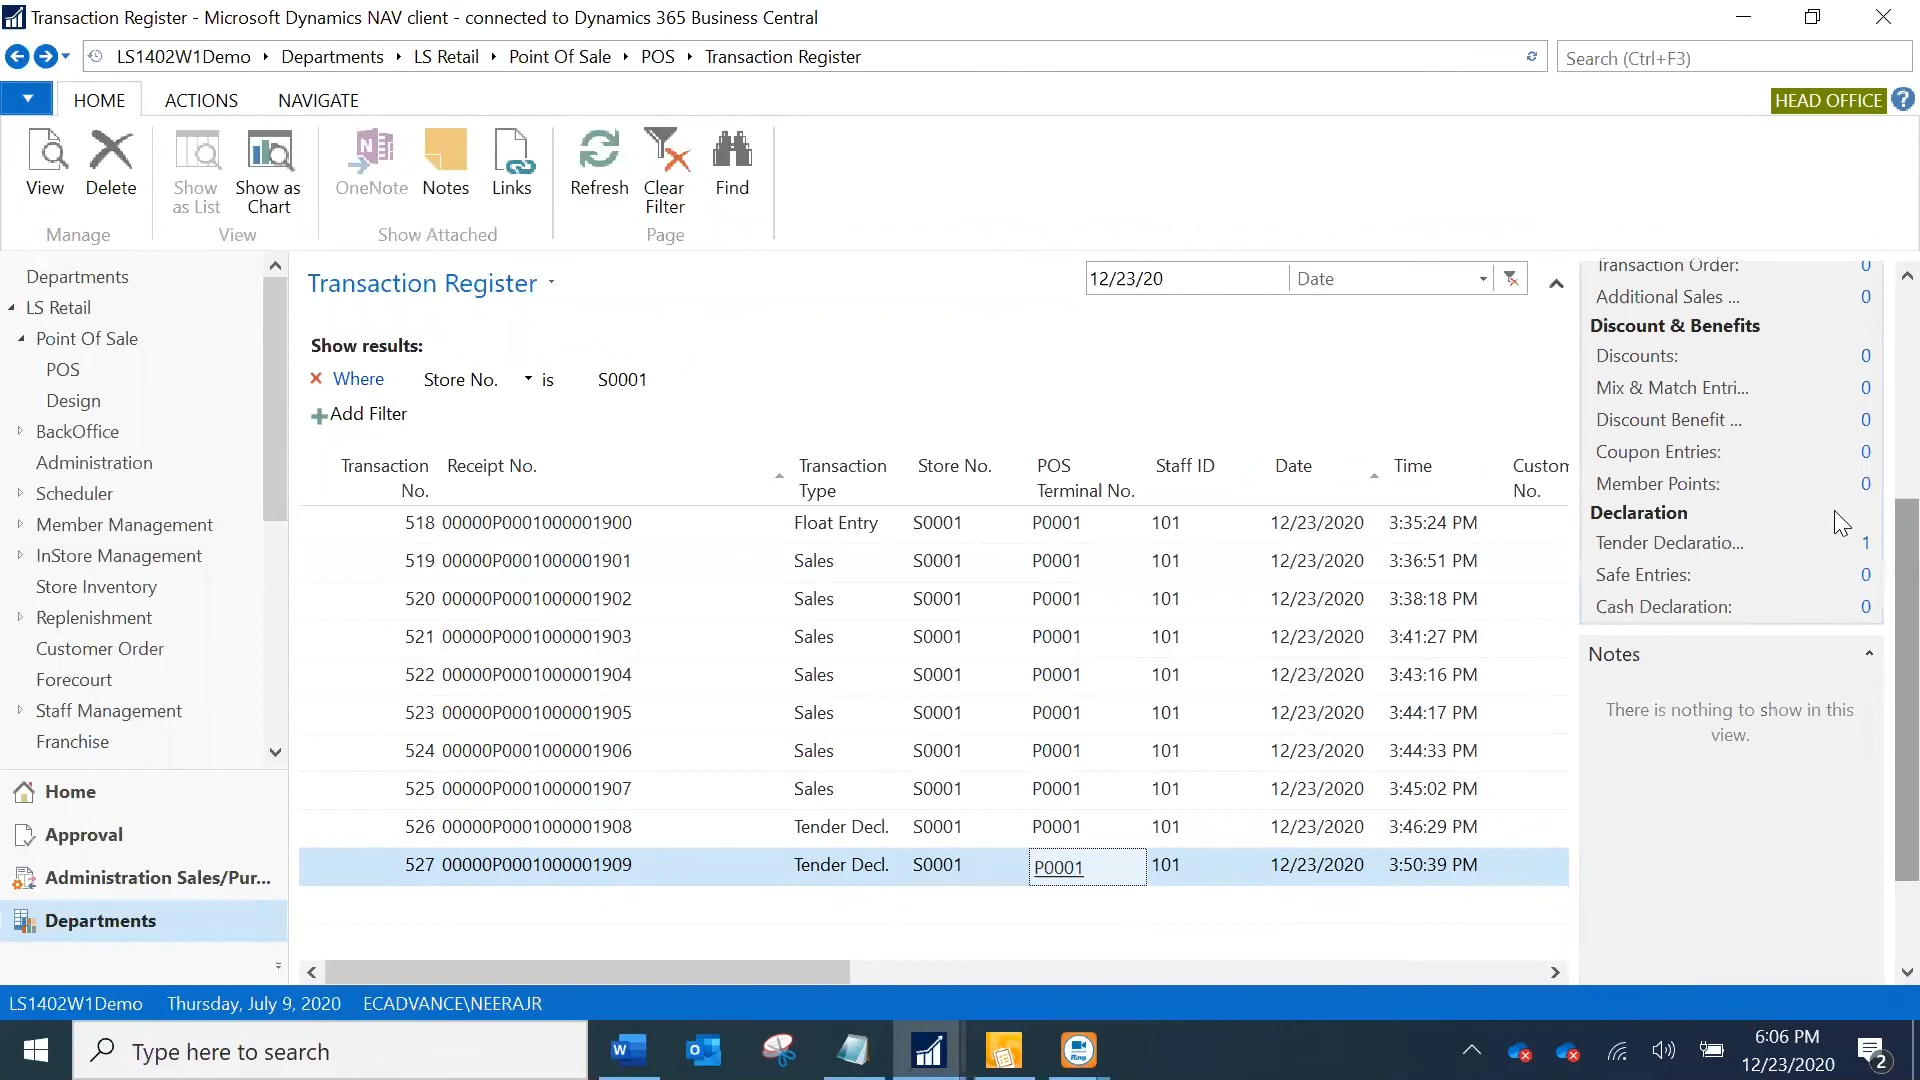 Transaction Register - Microsoft Dynamics NAV client - connected to Dynamics 365 Business Central
LS1402W1Demo Departments LS Retail Point Of Sale POS Transaction Register
Search (Ctrl+F3)
HOME ACTIONS NAVIGATE
HEAD OFFICE ?
View Delete Show as List Show as Chart OneNote Notes Links Refresh Clear Filter Find
Manage View Show Attached Page
Departments
LS Retail
Point Of Sale
POS
Design
BackOffice
Administration
Scheduler
Member Management
InStore Management
Store Inventory
Replenishment
Customer Order
Forecourt
Staff Management
Franchise
Home
Approval
Administration Sales/Pur...
Departments
Transaction Register
12/23/20 Date
Show results:
Where Store No. is S0001
Add Filter
Transaction No. Receipt No. Transaction Type Store No. POS Terminal No. Staff ID Date Time Custom No.
518 00000P0001000001900 Float Entry S0001 P0001 101 12/23/2020 3:35:24 PM
519 00000P0001000001901 Sales S0001 P0001 101 12/23/2020 3:36:51 PM
520 00000P0001000001902 Sales S0001 P0001 101 12/23/2020 3:38:18 PM
521 00000P0001000001903 Sales S0001 P0001 101 12/23/2020 3:41:27 PM
522 00000P0001000001904 Sales S0001 P0001 101 12/23/2020 3:43:16 PM
523 00000P0001000001905 Sales S0001 P0001 101 12/23/2020 3:44:17 PM
524 00000P0001000001906 Sales S0001 P0001 101 12/23/2020 3:44:33 PM
525 00000P0001000001907 Sales S0001 P0001 101 12/23/2020 3:45:02 PM
526 00000P0001000001908 Tender Decl. S0001 P0001 101 12/23/2020 3:46:29 PM
527 00000P0001000001909 Tender Decl. S0001 P0001 101 12/23/2020 3:50:39 PM
Transaction Order: 0
Additional Sales ... 0
Discount & Benefits
Discounts: 0
Mix & Match Entri... 0
Discount Benefit ... 0
Coupon Entries: 0
Member Points: 0
Declaration
Tender Declaratio... 1
Safe Entries: 0
Cash Declaration: 0
Notes
There is nothing to show in this
view.
LS1402W1Demo Thursday, July 9, 2020 ECADVANCE\NEERAJR
Type here to search
6:06 PM
12/23/2020
2